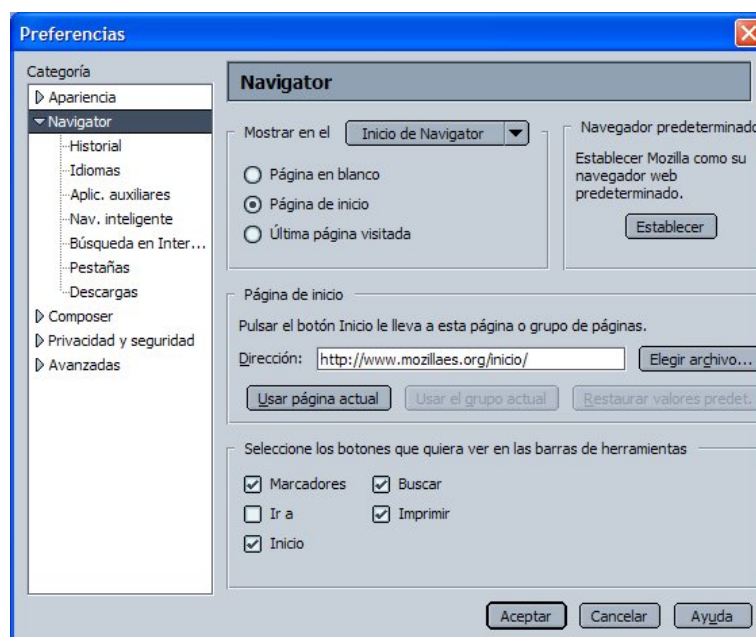 Preferencias
Categoría
Apariencia
Navigator
Historial
Idiomas
Aplic. auxiliares
Nav. inteligente
Búsqueda en Inter...
Pestañas
Descargas
Composer
Privacidad y seguridad
Avanzadas
Navigator
Mostrar en el Inicio de Navigator
Página en blanco
Página de inicio
Última página visitada
Navegador predeterminado
Establecer Mozilla como su
navegador web
predeterminado.
Establecer
Página de inicio
Pulsar el botón Inicio le lleva a esta página o grupo de páginas.
Dirección: http://www.mozillaes.org/inicio/ Elegir archivo...
Usar página actual Usar el grupo actual Restaurar valores predet.
Seleccione los botones que quiera ver en las barras de herramientas
Marcadores Buscar
Ir a Imprimir
Inicio
Aceptar Cancelar Ayuda